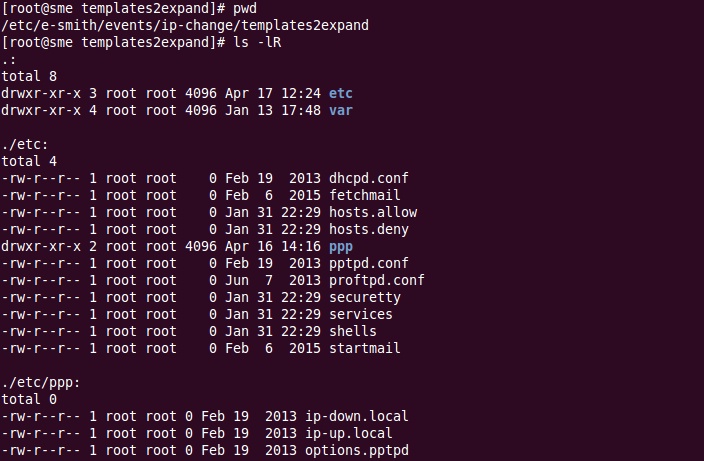 [root@sme templates2expand]# pwd
/etc/e-smith/events/ip-change/templates2expand
[root@sme templates2expand]# ls -lR
.:
total 8
drwxr-xr-x 3 root root 4096 Apr 17 12:24 etc
drwxr-xr-x 4 root root 4096 Jan 13 17:48 var

./etc:
total 4
-rw-r--r-- 1 root root    0 Feb 19  2013 dhcpd.conf
-rw-r--r-- 1 root root    0 Feb  6  2015 fetchmail
-rw-r--r-- 1 root root    0 Jan 31 22:29 hosts.allow
-rw-r--r-- 1 root root    0 Jan 31 22:29 hosts.deny
drwxr-xr-x 2 root root 4096 Apr 16 14:16 ppp
-rw-r--r-- 1 root root    0 Feb 19  2013 pptpd.conf
-rw-r--r-- 1 root root    0 Jun  7  2013 proftpd.conf
-rw-r--r-- 1 root root    0 Jan 31 22:29 securetty
-rw-r--r-- 1 root root    0 Jan 31 22:29 services
-rw-r--r-- 1 root root    0 Jan 31 22:29 shells
-rw-r--r-- 1 root root    0 Feb  6  2015 startmail

./etc/ppp:
total 0
-rw-r--r-- 1 root root 0 Feb 19  2013 ip-down.local
-rw-r--r-- 1 root root 0 Feb 19  2013 ip-up.local
-rw-r--r-- 1 root root 0 Feb 19  2013 options.pptpd